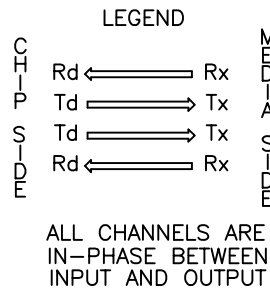 LEGEND
CHIP SIDE
Rd Rx
Td Tx
Td Tx
Rd Rx
MEDIA SIDE
ALL CHANNELS ARE
IN-PHASE BETWEEN
INPUT AND OUTPUT